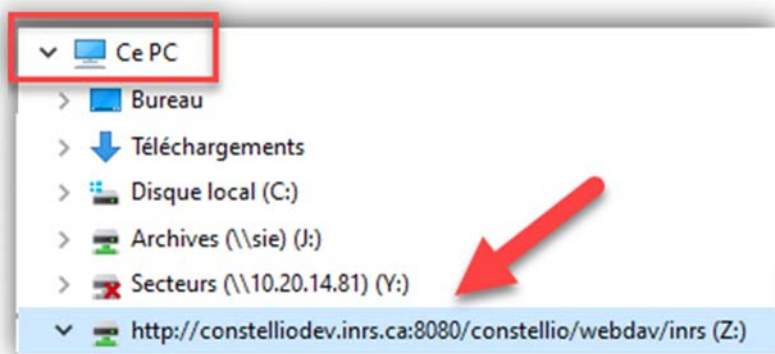 Ce PC
Bureau
Téléchargements
Disque local (C:)
Archives (\\sie) (J:)
Secteurs (\\10.20.14.81) (Y:)
http://constelliodev.inrs.ca:8080/constellio/webdav/inrs (Z:)